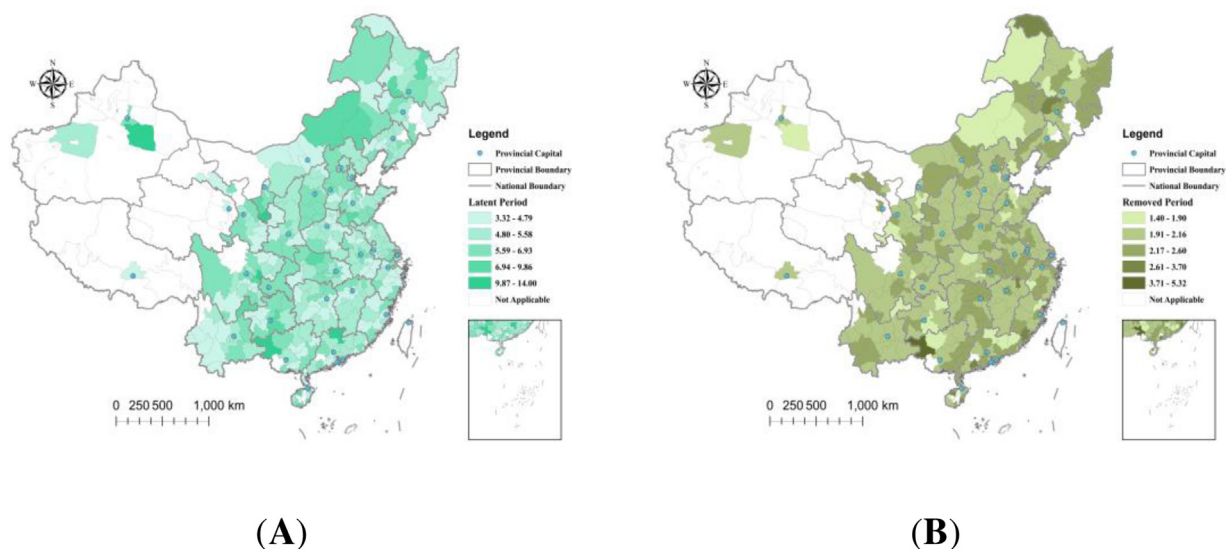 N
W
E
S
Legend
Provincial Capital
Provincial Boundary
National Boundary
Latent Period
3.32 - 4.79
4.80 - 5.58
5.59 - 6.93
6.94 - 9.86
9.87 - 14.00
Not Applicable
0 250 500 1,000 km
(A)
N
W
E
S
Legend
Provincial Capital
Provincial Boundary
National Boundary
Removed Period
1.40 - 1.90
1.91 - 2.16
2.17 - 2.60
2.61 - 3.70
3.71 - 5.32
Not Applicable
0 250 500 1,000 km
(B)